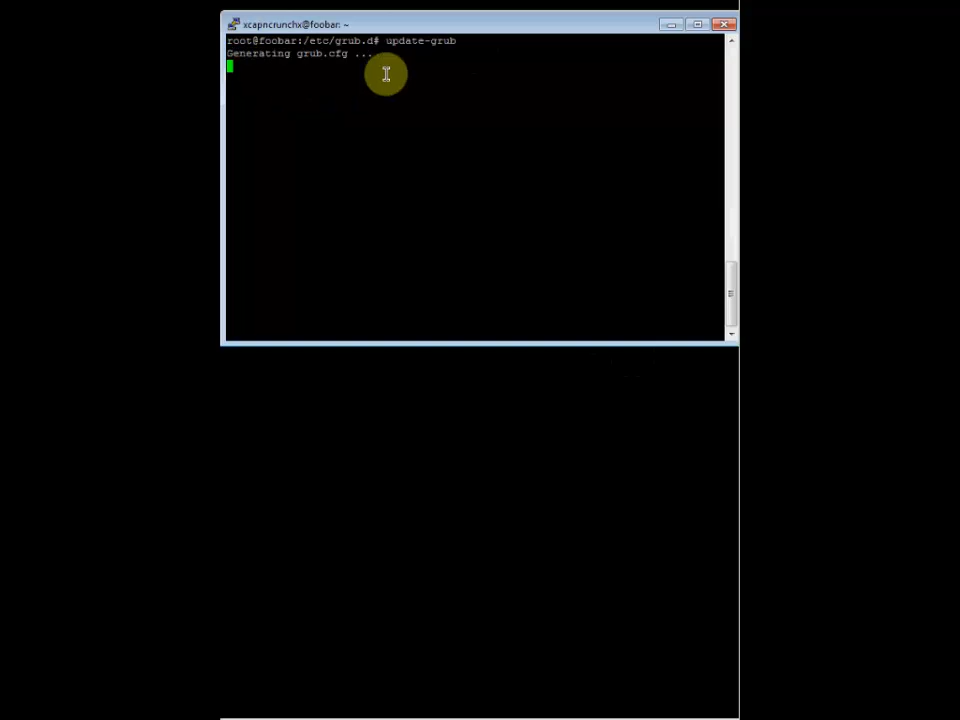 xcapncrunchx@foobar: ~
root@foobar:/etc/grub.d# update-grub
Generating grub.cfg ...